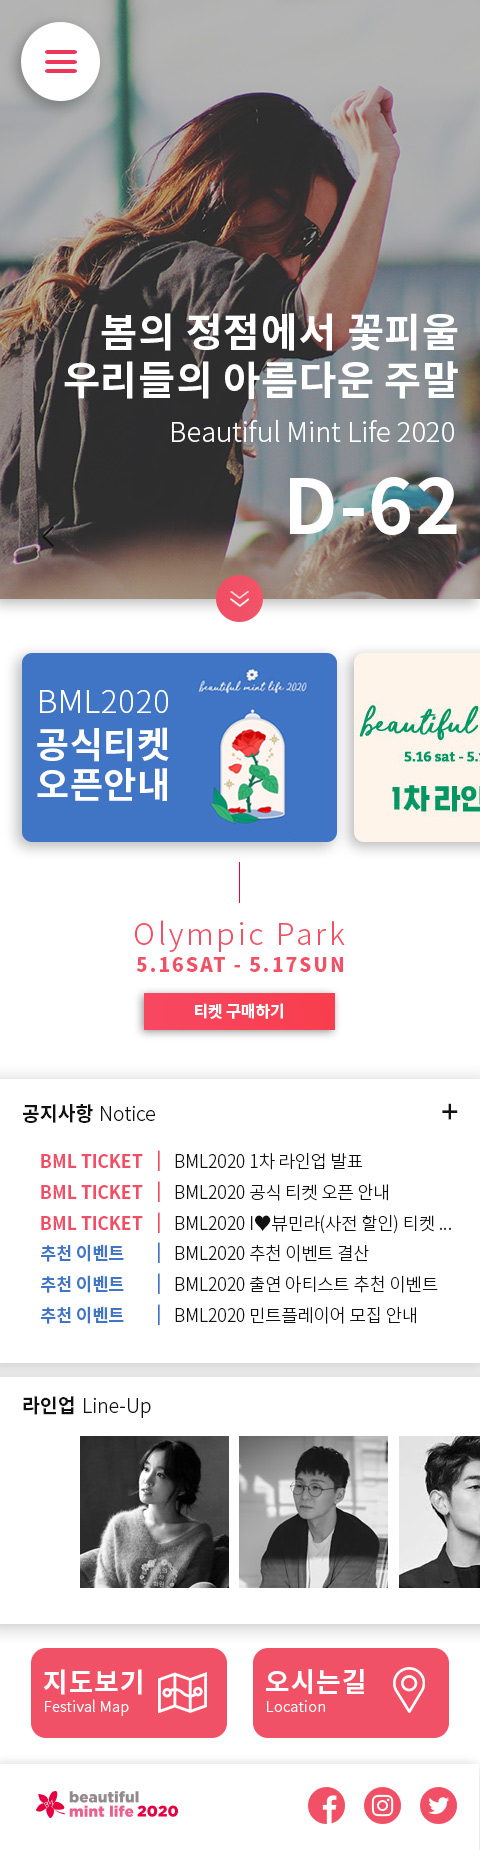 봄의 정점에서 꽃피울
우리들의 아름다운 주말
Beautiful Mint Life 2020
D-62
BML2020
공식티켓
오픈안내
beautiful mint life 2020
beautiful
5.16 sat - 5.
1차 라인
Olympic Park
5.16SAT - 5.17SUN
티켓 구매하기
공지사항 Notice +
BML TICKET | BML2020 1차 라인업 발표
BML TICKET | BML2020 공식 티켓 오픈 안내
BML TICKET | BML2020 I♥뷰민라(사전 할인) 티켓 ...
추천 이벤트 | BML2020 추천 이벤트 결산
추천 이벤트 | BML2020 출연 아티스트 추천 이벤트
추천 이벤트 | BML2020 민트플레이어 모집 안내
라인업 Line-Up
지도보기
Festival Map
오시는길
Location
beautiful
mint life 2020